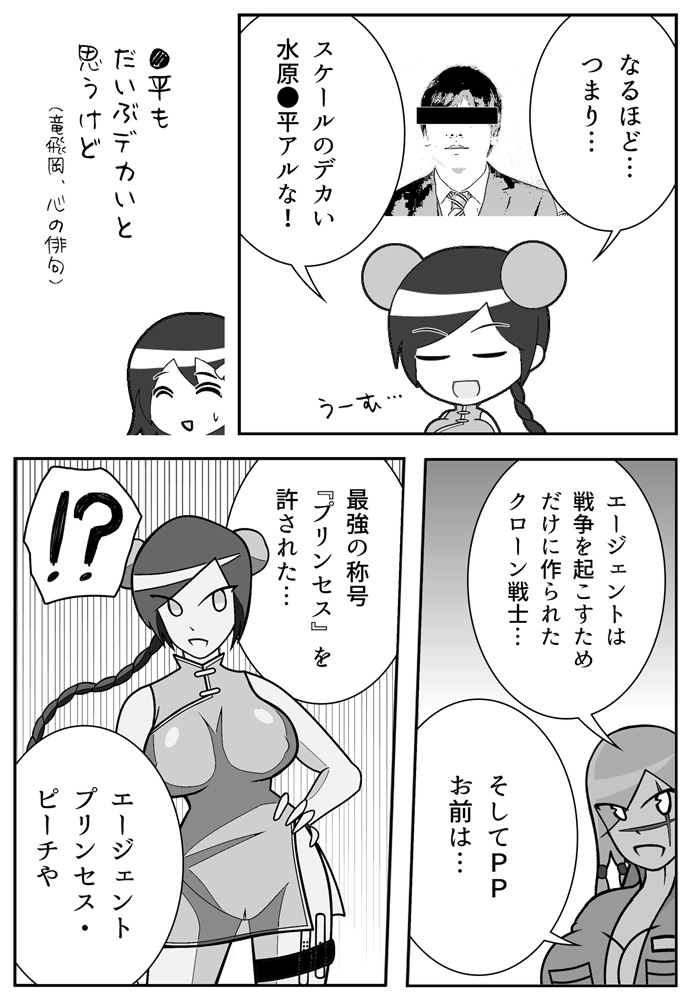 なるほど…
つまり…
スケールのデカい
水原●平アルな!
うーむ…
●平も
だいぶデカいと
思うけど
(竜飛岡、心の俳句)
エージェントは
戦争を起こすため
だけに作られた
クローン戦士…
そしてPP
お前は…
最強の称号
『プリンセス』を
許された…
!?
エージェント
プリンセス・
ピーチや